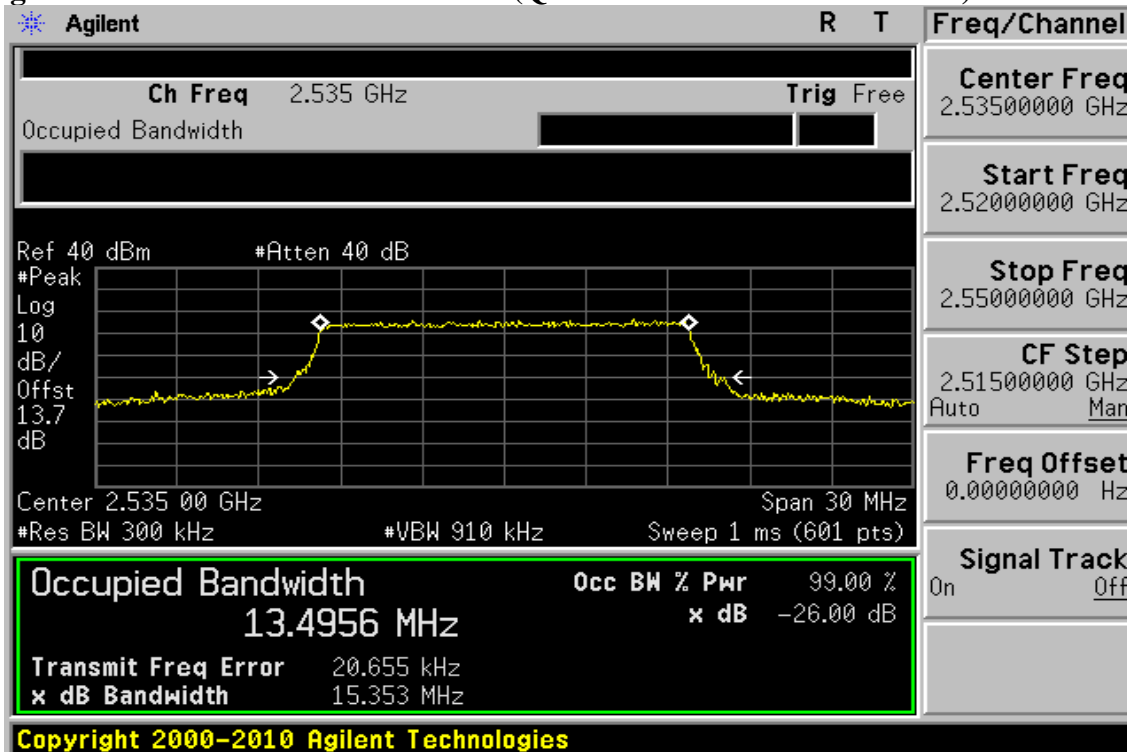 Agilent R T
Freq/Channel
Ch Freq 2.535 GHz Trig Free
Occupied Bandwidth
Center Freq
2.53500000 GHz
Start Freq
2.52000000 GHz
Stop Freq
2.55000000 GHz
CF Step
2.51500000 GHz
Auto Man
Freq Offset
0.00000000 Hz
Signal Track
On Off
Ref 40 dBm #Atten 40 dB
#Peak
Log
10
dB/
Offst
13.7
dB
Center 2.535 00 GHz Span 30 MHz
#Res BW 300 kHz #VBW 910 kHz Sweep 1 ms (601 pts)
Occupied Bandwidth Occ BW % Pwr 99.00 %
13.4956 MHz x dB -26.00 dB
Transmit Freq Error 20.655 kHz
x dB Bandwidth 15.353 MHz
Copyright 2000-2010 Agilent Technologies